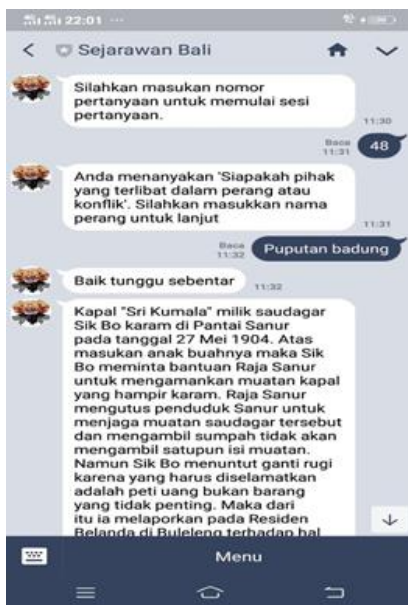 22:01
Sejarawan Bali
Silahkan masukan nomor
pertanyaan untuk memulai sesi
pertanyaan.
11:30
Baca
11:31
48
Anda menanyakan 'Siapakah pihak
yang terlibat dalam perang atau
konflik'. Silahkan masukkan nama
perang untuk lanjut
11:31
Baca
11:32
Puputan badung
Baik tunggu sebentar
11:32
Kapal "Sri Kumala" milik saudagar
Sik Bo karam di Pantai Sanur
pada tanggal 27 Mei 1904. Atas
masukan anak buahnya maka Sik
Bo meminta bantuan Raja Sanur
untuk mengamankan muatan kapal
yang hampir karam. Raja Sanur
mengutus penduduk Sanur untuk
menjaga muatan saudagar tersebut
dan mengambil sumpah tidak akan
mengambil satupun isi muatan.
Namun Sik Bo menuntut ganti rugi
karena yang harus diselamatkan
adalah peti uang bukan barang
yang tidak penting. Maka dari
itu ia melaporkan pada Residen
Belanda di Buleleng terhadap hal
Menu